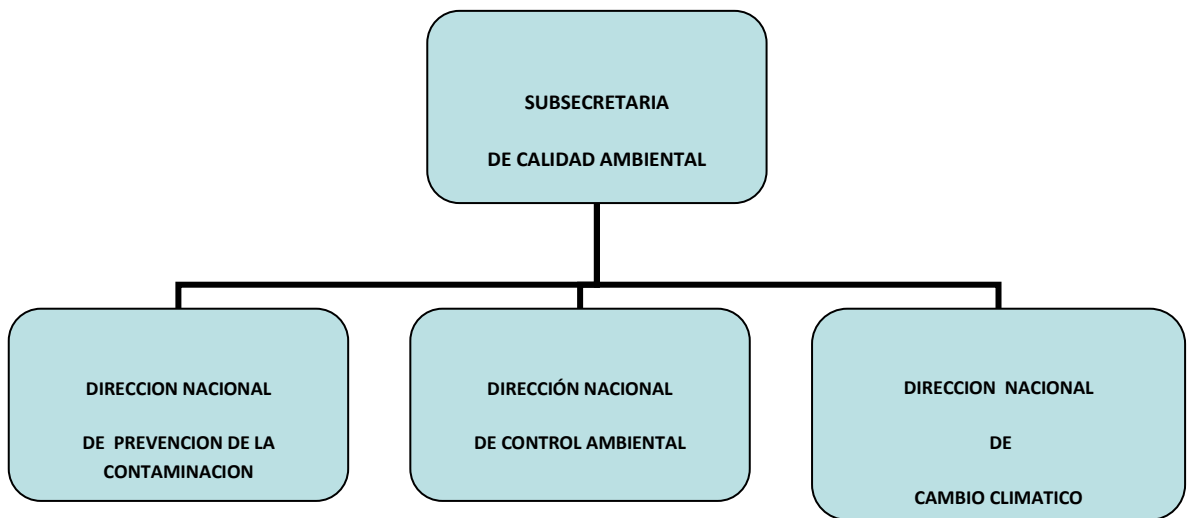 SUBSECRETARIA
DE CALIDAD AMBIENTAL
DIRECCION NACIONAL
DE PREVENCION DE LA
CONTAMINACION
DIRECCIÓN NACIONAL
DE CONTROL AMBIENTAL
DIRECCION NACIONAL
DE
CAMBIO CLIMATICO